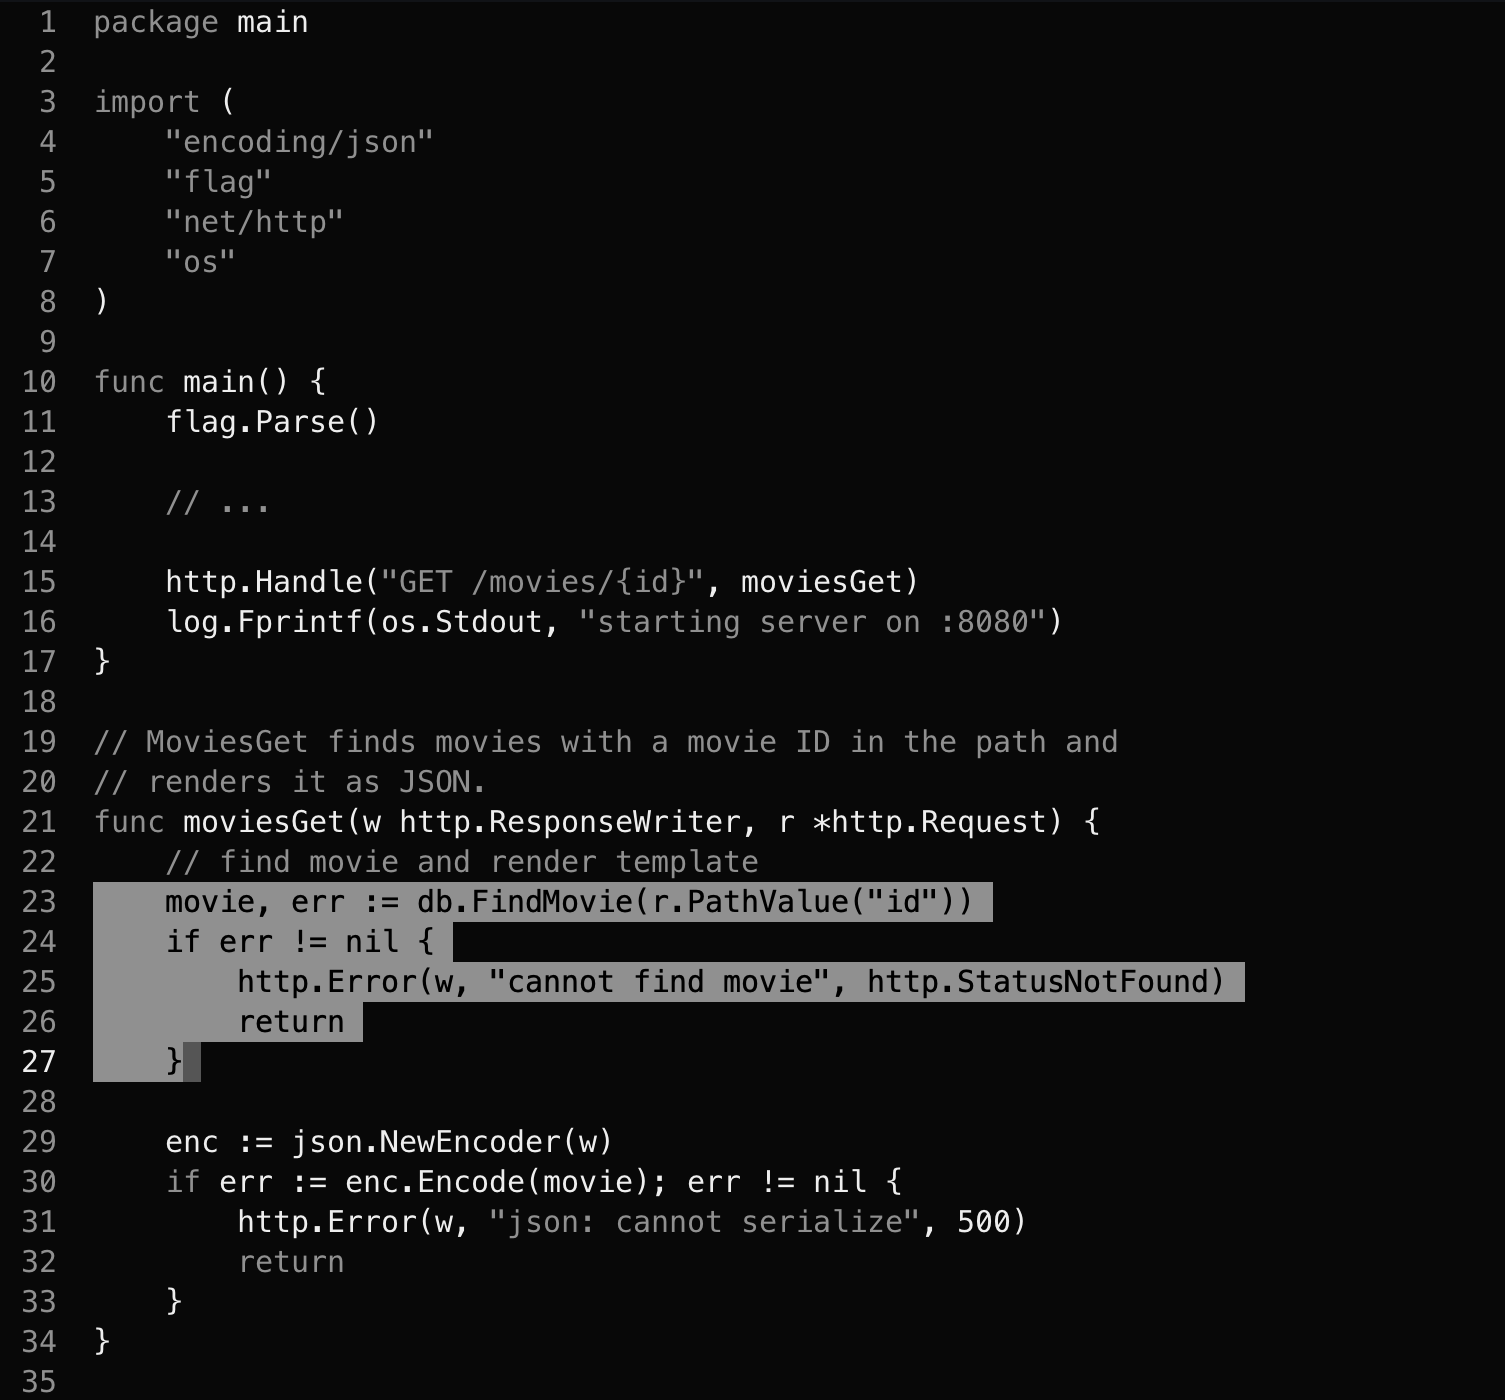 1 package main
2
3 import (
4     "encoding/json"
5     "flag"
6     "net/http"
7     "os"
8 )
9
10 func main() {
11     flag.Parse()
12
13     // ...
14
15     http.Handle("GET /movies/{id}", moviesGet)
16     log.Fprintf(os.Stdout, "starting server on :8080")
17 }
18
19 // MoviesGet finds movies with a movie ID in the path and
20 // renders it as JSON.
21 func moviesGet(w http.ResponseWriter, r *http.Request) {
22     // find movie and render template
23     movie, err := db.FindMovie(r.PathValue("id"))
24     if err != nil {
25         http.Error(w, "cannot find movie", http.StatusNotFound)
26         return
27     }
28
29     enc := json.NewEncoder(w)
30     if err := enc.Encode(movie); err != nil {
31         http.Error(w, "json: cannot serialize", 500)
32         return
33     }
34 }
35